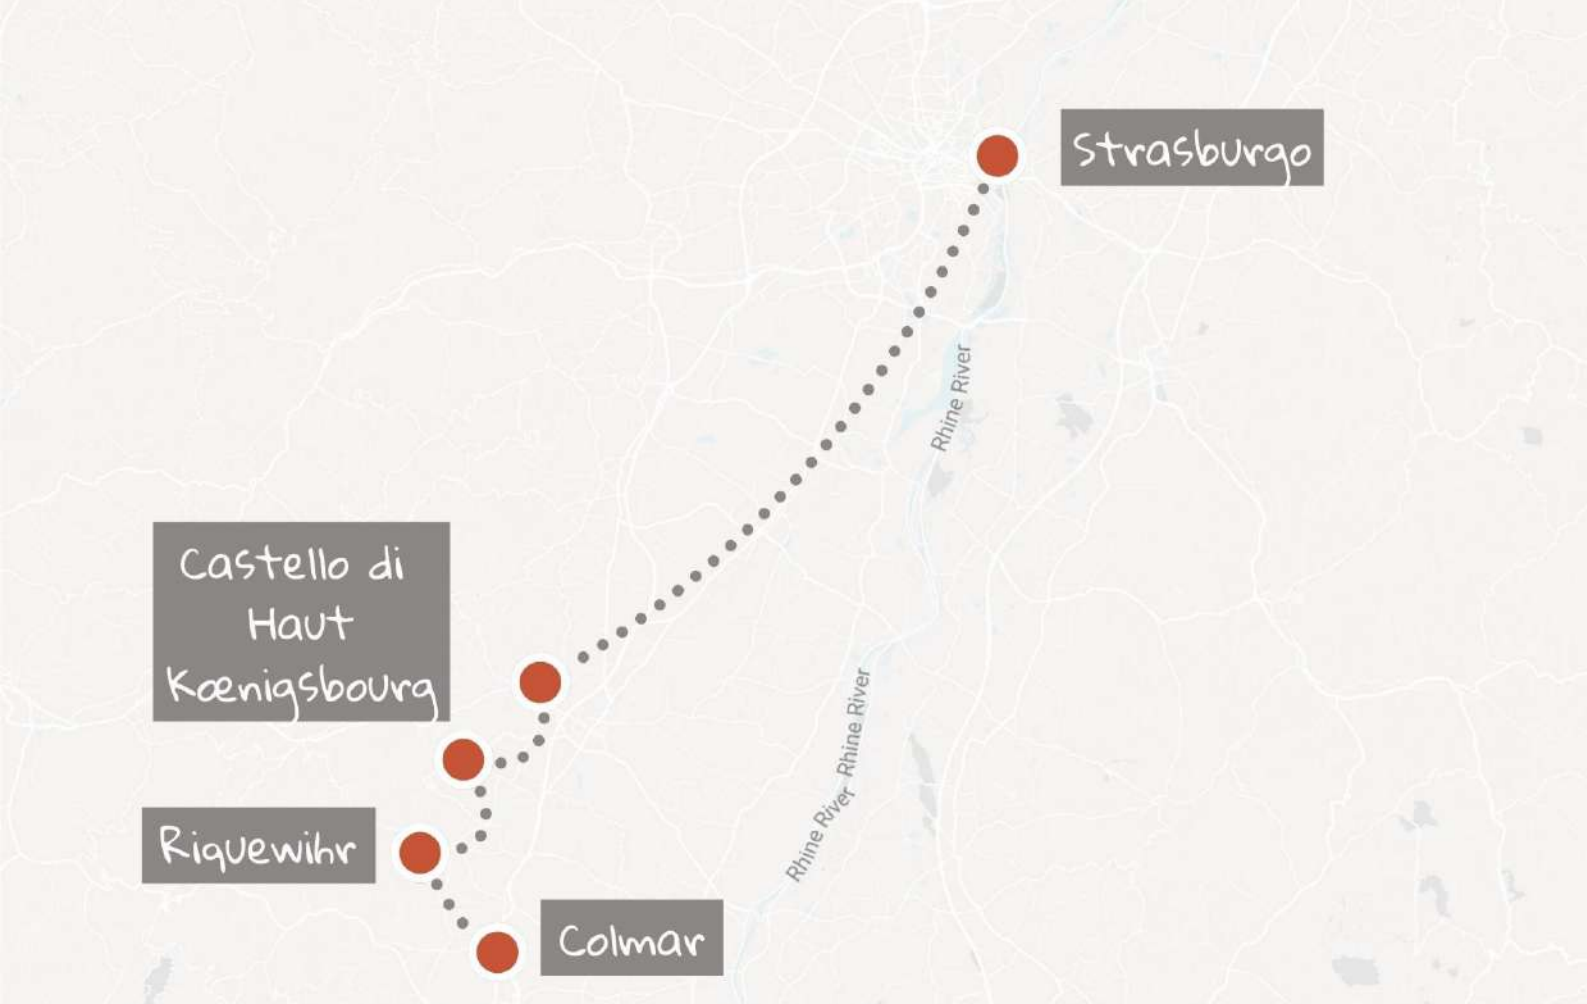 Strasburgo
Rhine River
Castello di
Haut
Kœnigsbourg
Rhine River
Rhine River
Riquewihr
Colmar